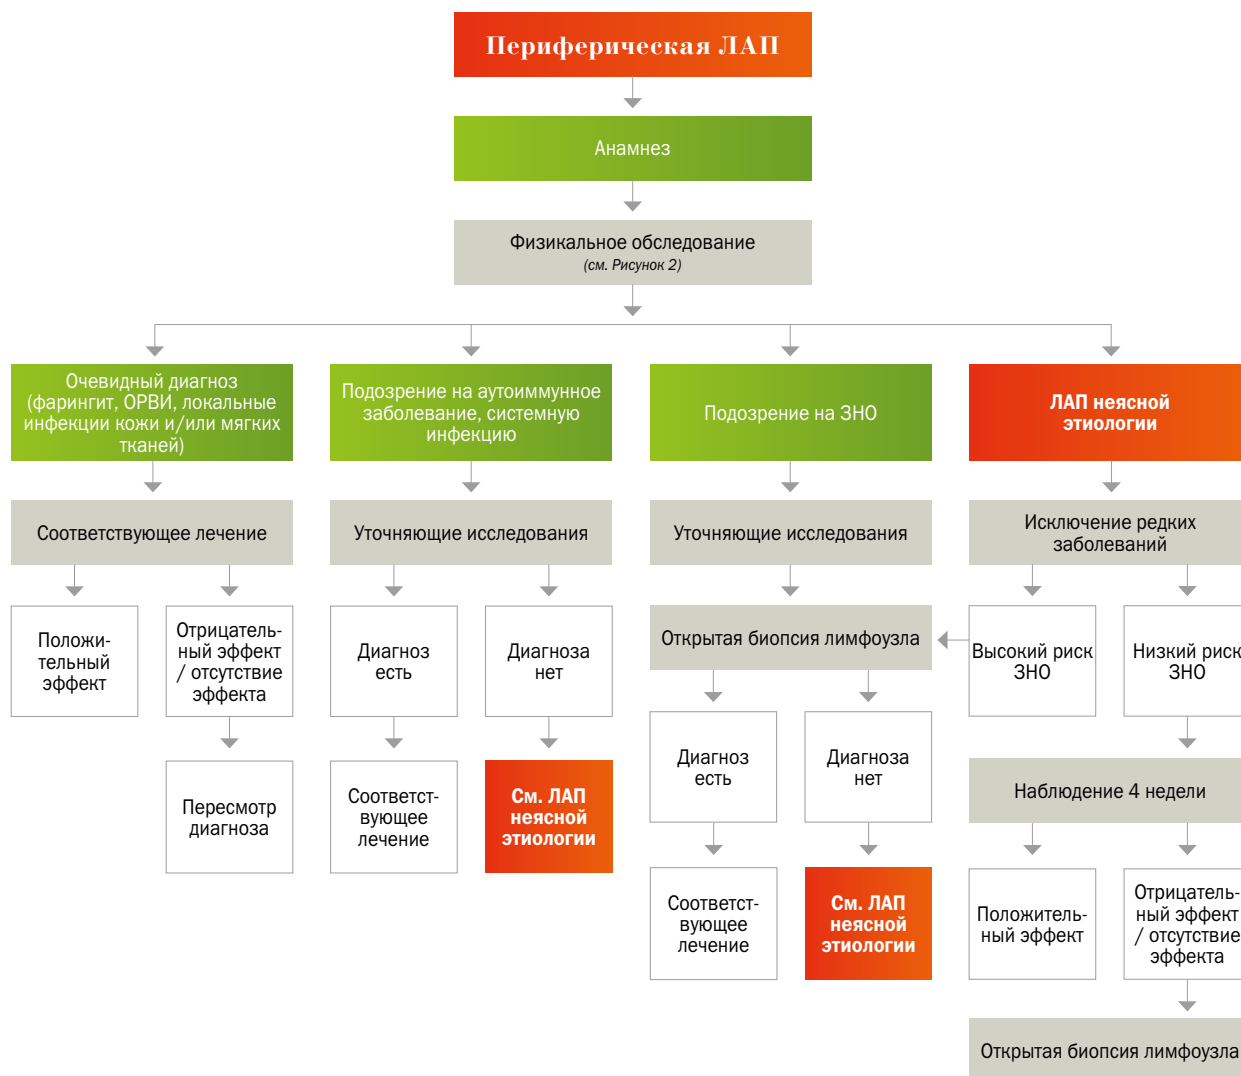 Периферическая ЛАП
Анамнез
Физикальное обследование
(см. Рисунок 2)
Очевидный диагноз
(фарингит, ОРВИ, локальные
инфекции кожи и/или мягких
тканей)
Подозрение на аутоиммунное
заболевание, системную
инфекцию
Подозрение на ЗНО
ЛАП неясной
этиологии
Соответствующее лечение
Уточняющие исследования
Уточняющие исследования
Исключение редких
заболеваний
Положи-
тельный
эффект
Отрицатель-
ный эффект
/ отсутствие
эффекта
Диагноз
есть
Диагноза
нет
Открытая биопсия лимфоузла
Высокий риск
ЗНО
Низкий риск
ЗНО
Пересмотр
диагноза
Соответст-
вующее
лечение
См. ЛАП
неясной
этиологии
Диагноз
есть
Диагноза
нет
Наблюдение 4 недели
Соответст-
вующее
лечение
См. ЛАП
неясной
этиологии
Положитель-
ный эффект
Отрицатель-
ный эффект
/ отсутствие
эффекта
Открытая биопсия лимфоузла